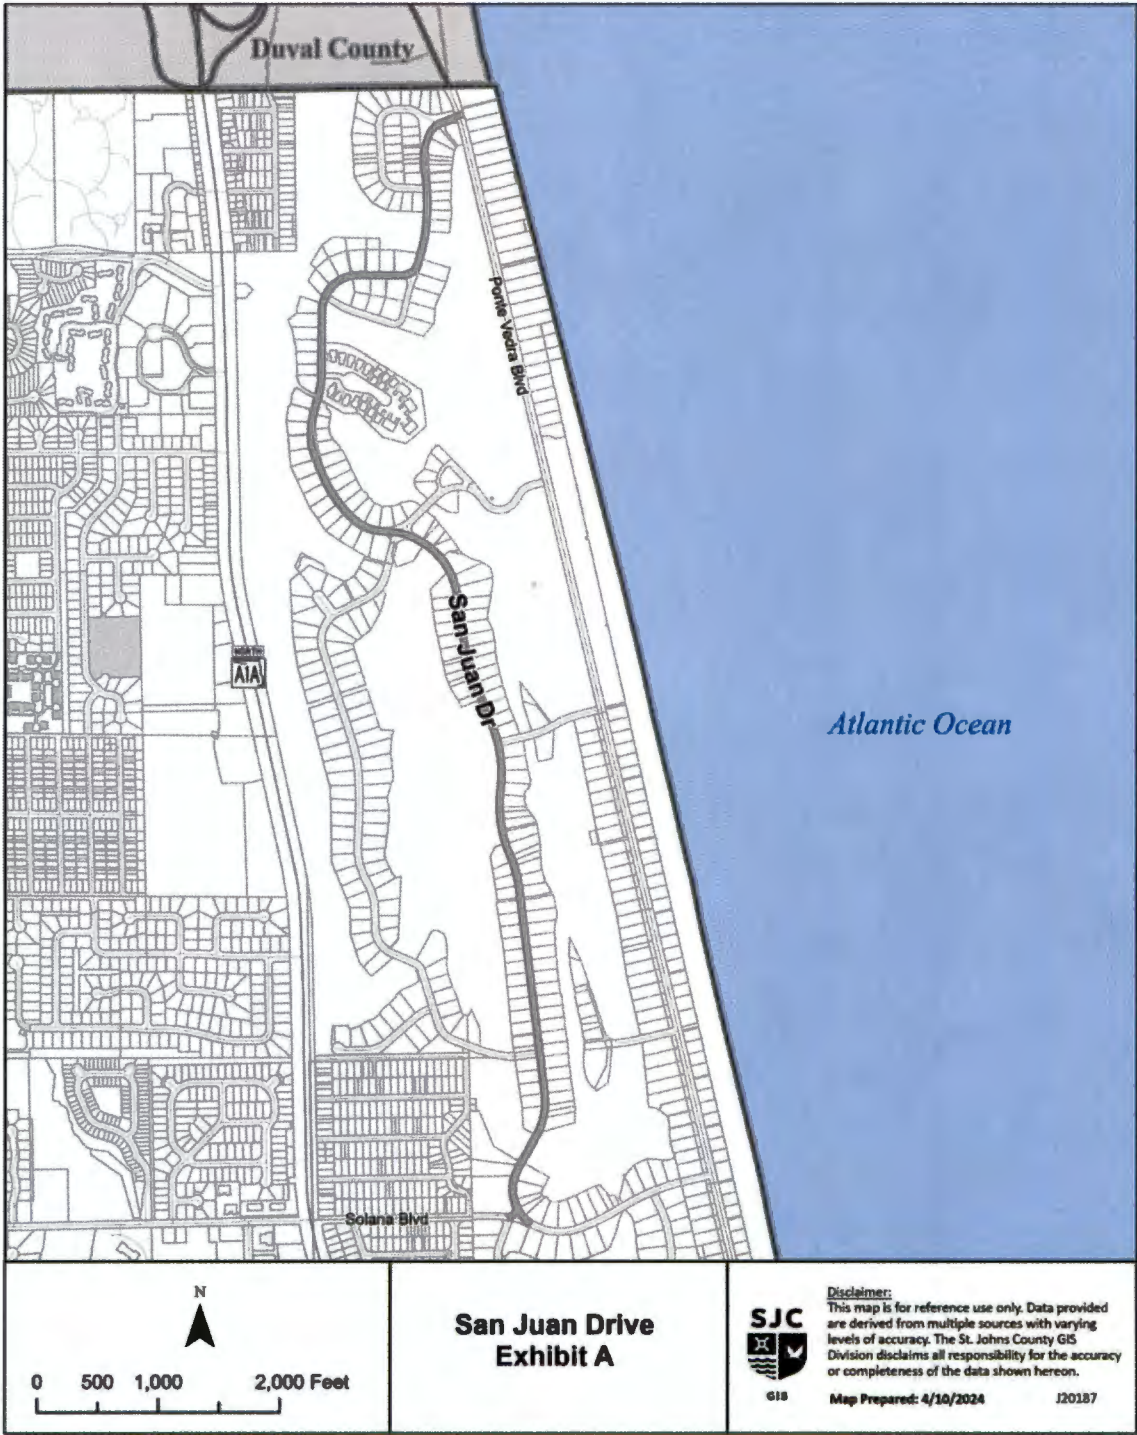 Duval County
Ponte Vedra Blvd
San Juan Dr
NORTH
A1A
Atlantic Ocean
Solana Blvd
N
0 500 1,000 2,000 Feet
San Juan Drive
Exhibit A
SJC
GIS
Disclaimer:
This map is for reference use only. Data provided
are derived from multiple sources with varying
levels of accuracy. The St. Johns County GIS
Division disclaims all responsibility for the accuracy
or completeness of the data shown hereon.
Map Prepared: 4/10/2024 J20187